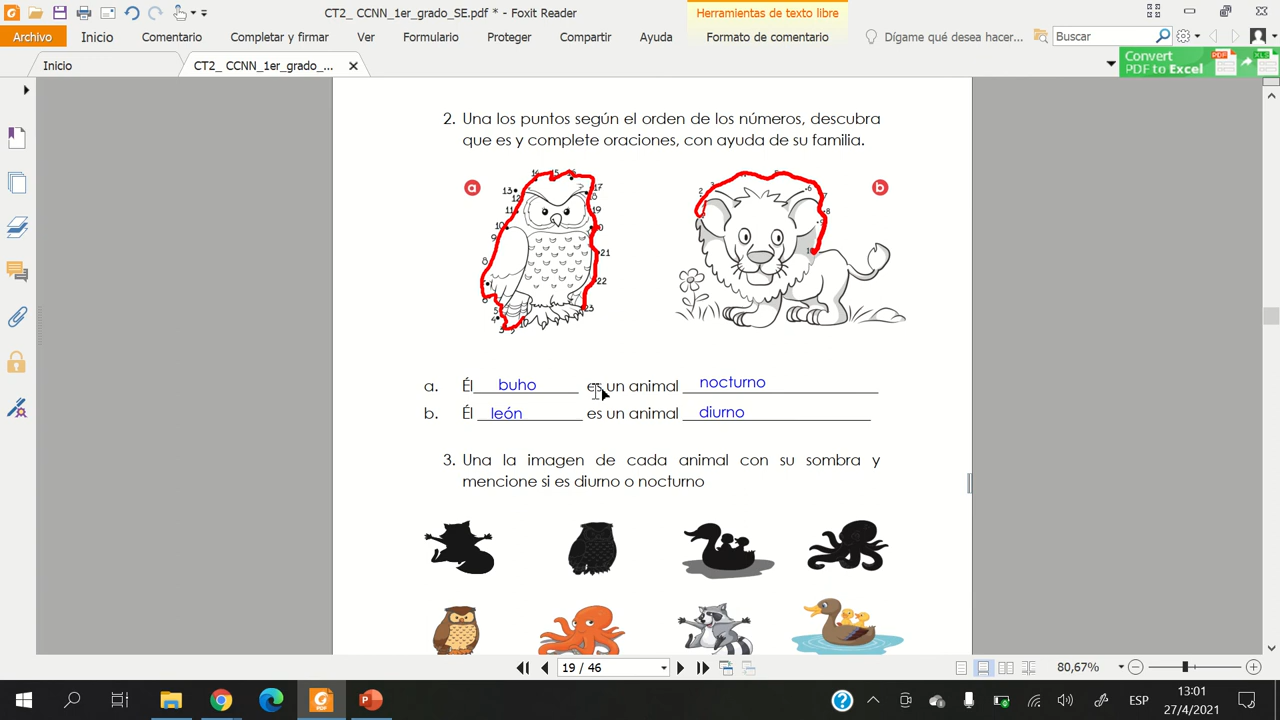 CT2_ CCNN_1er_grado_SE.pdf * - Foxit Reader
Herramientas de texto libre
Archivo Inicio Comentario Completar y firmar Ver Formulario Proteger Compartir Ayuda Formato de comentario Dígame qué desea hacer... Buscar
Inicio CT2_ CCNN_1er_grado_...
Convert
PDF to Excel
2. Una los puntos según el orden de los números, descubra
que es y complete oraciones, con ayuda de su familia.
a b
a. Él buho es un animal nocturno
b. Él león es un animal diurno
3. Una la imagen de cada animal con su sombra y
mencione si es diurno o nocturno
19 / 46 80,67%
ESP
13:01
27/4/2021